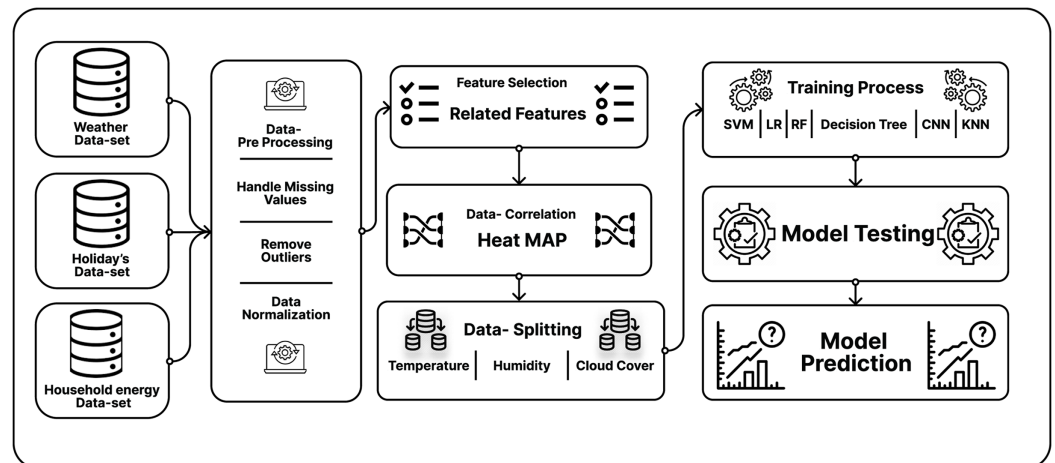 Weather
Data-set
Holiday's
Data-set
Household energy
Data-set
Data-
Pre Processing
Handle Missing
Values
Remove
Outliers
Data
Normalization
Feature Selection
Related Features
Data- Correlation
Heat MAP
Data- Splitting
Temperature Humidity Cloud Cover
Training Process
SVM LR RF Decision Tree CNN KNN
Model Testing
Model
Prediction